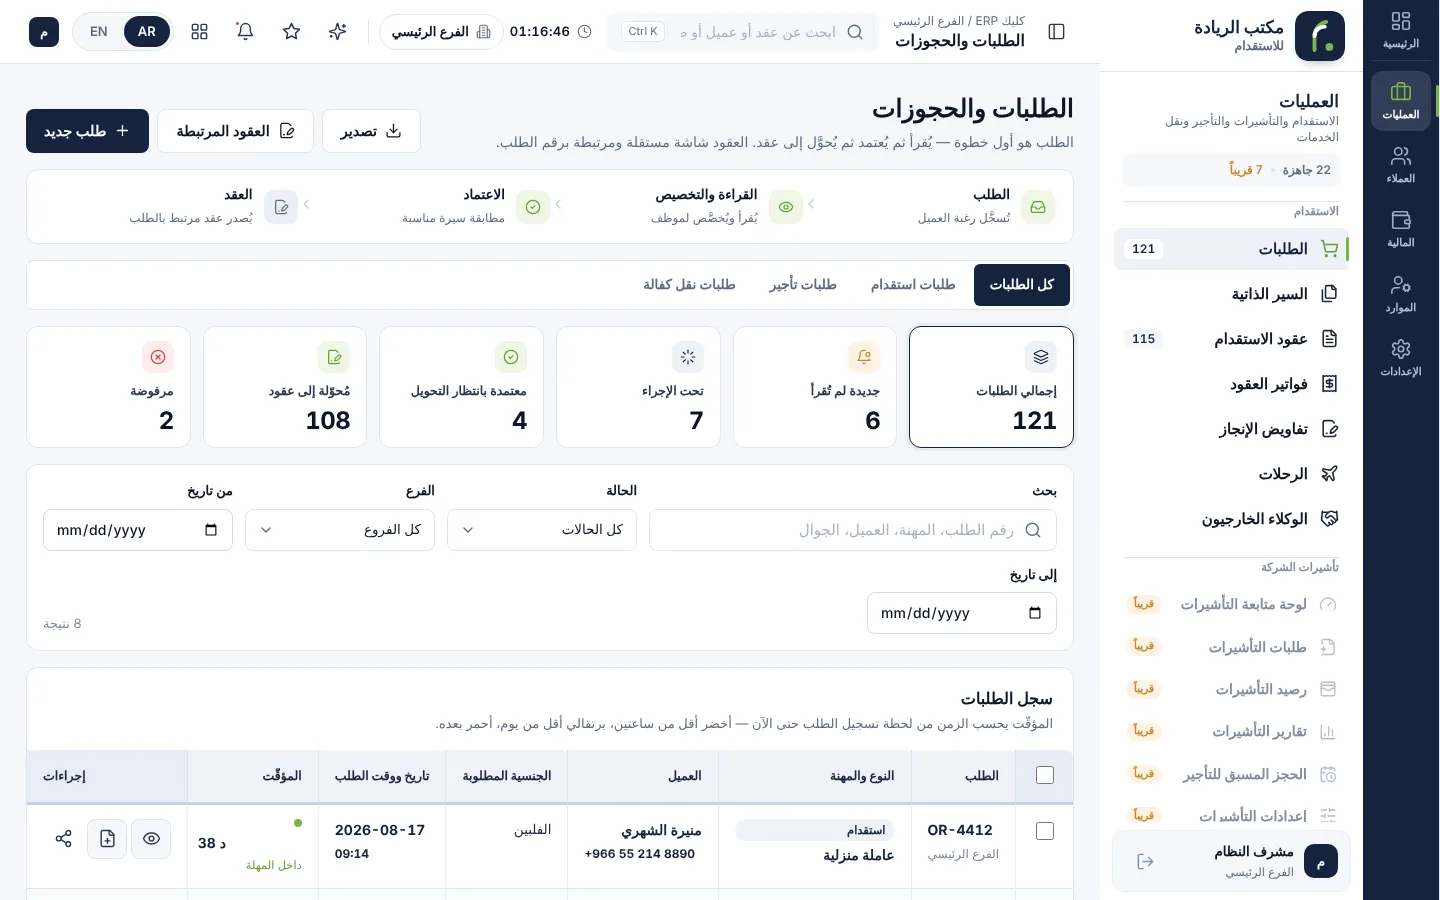 الرئيسية
العمليات
العملاء
المالية
الموارد
الإعدادات
مكتب الريادة
للاستقدام
العمليات
الاستقدام والتأشيرات والتأجير ونقل
الخدمات
22 جاهزة • 7 قريباً
الاستقدام
الطلبات 121
السير الذاتية
عقود الاستقدام 115
فواتير العقود
تفاويض الإنجاز
الرحلات
الوكلاء الخارجيون
تأشيرات الشركة
لوحة متابعة التأشيرات قريباً
طلبات التأشيرات قريباً
رصيد التأشيرات قريباً
تقارير التأشيرات قريباً
الحجز المسبق للتأجير قريباً
إعدادات التأشيرات قريباً
م
مشرف النظام
الفرع الرئيسي
كليك ERP / الفرع الرئيسي
الطلبات والحجوزات
ابحث عن عقد أو عميل أو
Ctrl K
01:16:46
الفرع الرئيسي
AR EN
م
الطلبات والحجوزات
الطلب هو أول خطوة — يُقرأ ثم يُعتمد ثم يُحوَّل إلى عقد. العقود شاشة مستقلة ومرتبطة برقم الطلب.
تصدير
العقود المرتبطة
طلب جديد
الطلب
تُسجَّل رغبة العميل
القراءة والتخصيص
يُقرأ ويُخصَّص لموظف
الاعتماد
مطابقة سيرة مناسبة
العقد
يُصدر عقد مرتبط بالطلب
كل الطلبات
طلبات استقدام
طلبات تأجير
طلبات نقل كفالة
إجمالي الطلبات
121
جديدة لم تُقرأ
6
تحت الإجراء
7
معتمدة بانتظار التحويل
4
مُحوّلة إلى عقود
108
مرفوضة
2
بحث
رقم الطلب، المهنة، العميل، الجوال
الحالة
كل الحالات
الفرع
كل الفروع
من تاريخ
mm/dd/yyyy
إلى تاريخ
mm/dd/yyyy
8 نتيجة
سجل الطلبات
المؤقّت يحسب الزمن من لحظة تسجيل الطلب حتى الآن — أخضر أقل من ساعتين، برتقالي أقل من يوم، أحمر بعده.
الطلب
النوع والمهنة
العميل
الجنسية المطلوبة
تاريخ ووقت الطلب
المؤقّت
إجراءات
OR-4412
الفرع الرئيسي
استقدام
عاملة منزلية
منيرة الشهري
+966 55 214 8890
الفلبين
2026-08-17
09:14
38 د
داخل المهلة